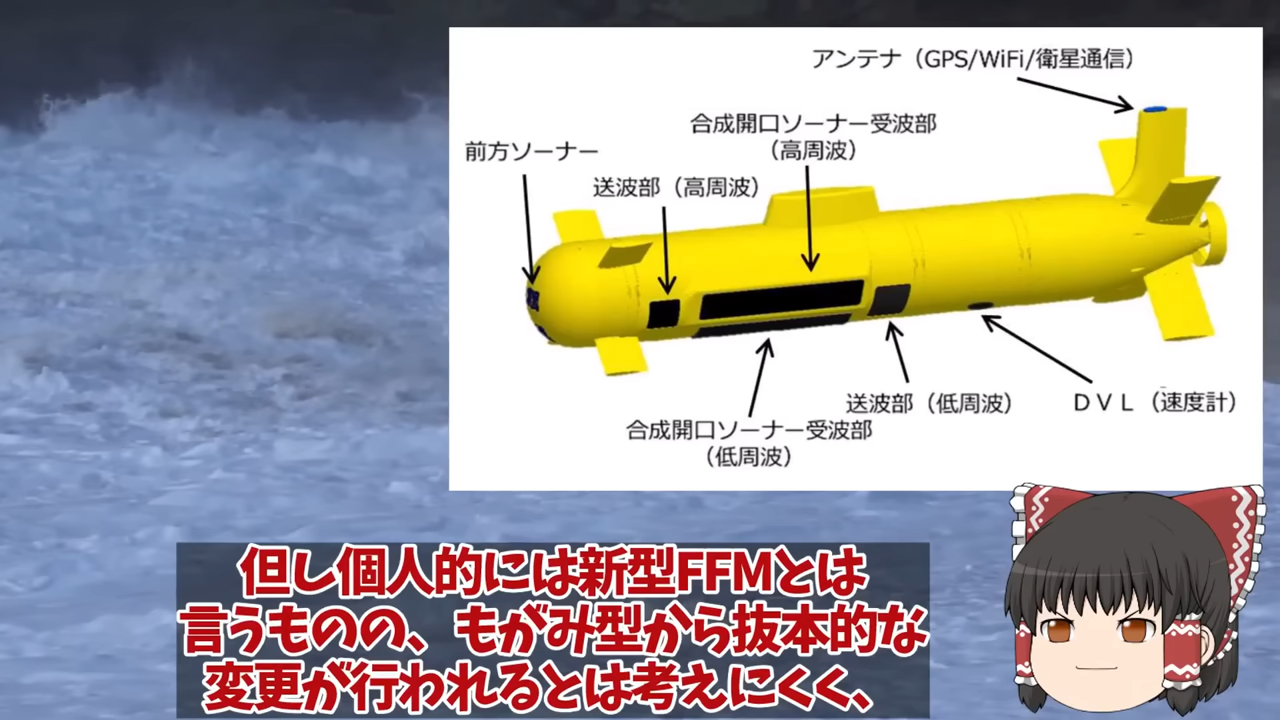 アンテナ（GPS/WiFi/衛星通信）
合成開口ソーナー受波部
（高周波）
前方ソーナー
送波部（高周波）
送波部（低周波）
ＤＶＬ（速度計）
合成開口ソーナー受波部
（低周波）
但し個人的には新型FFMとは
言うものの、もがみ型から抜本的な
変更が行われるとは考えにくく、